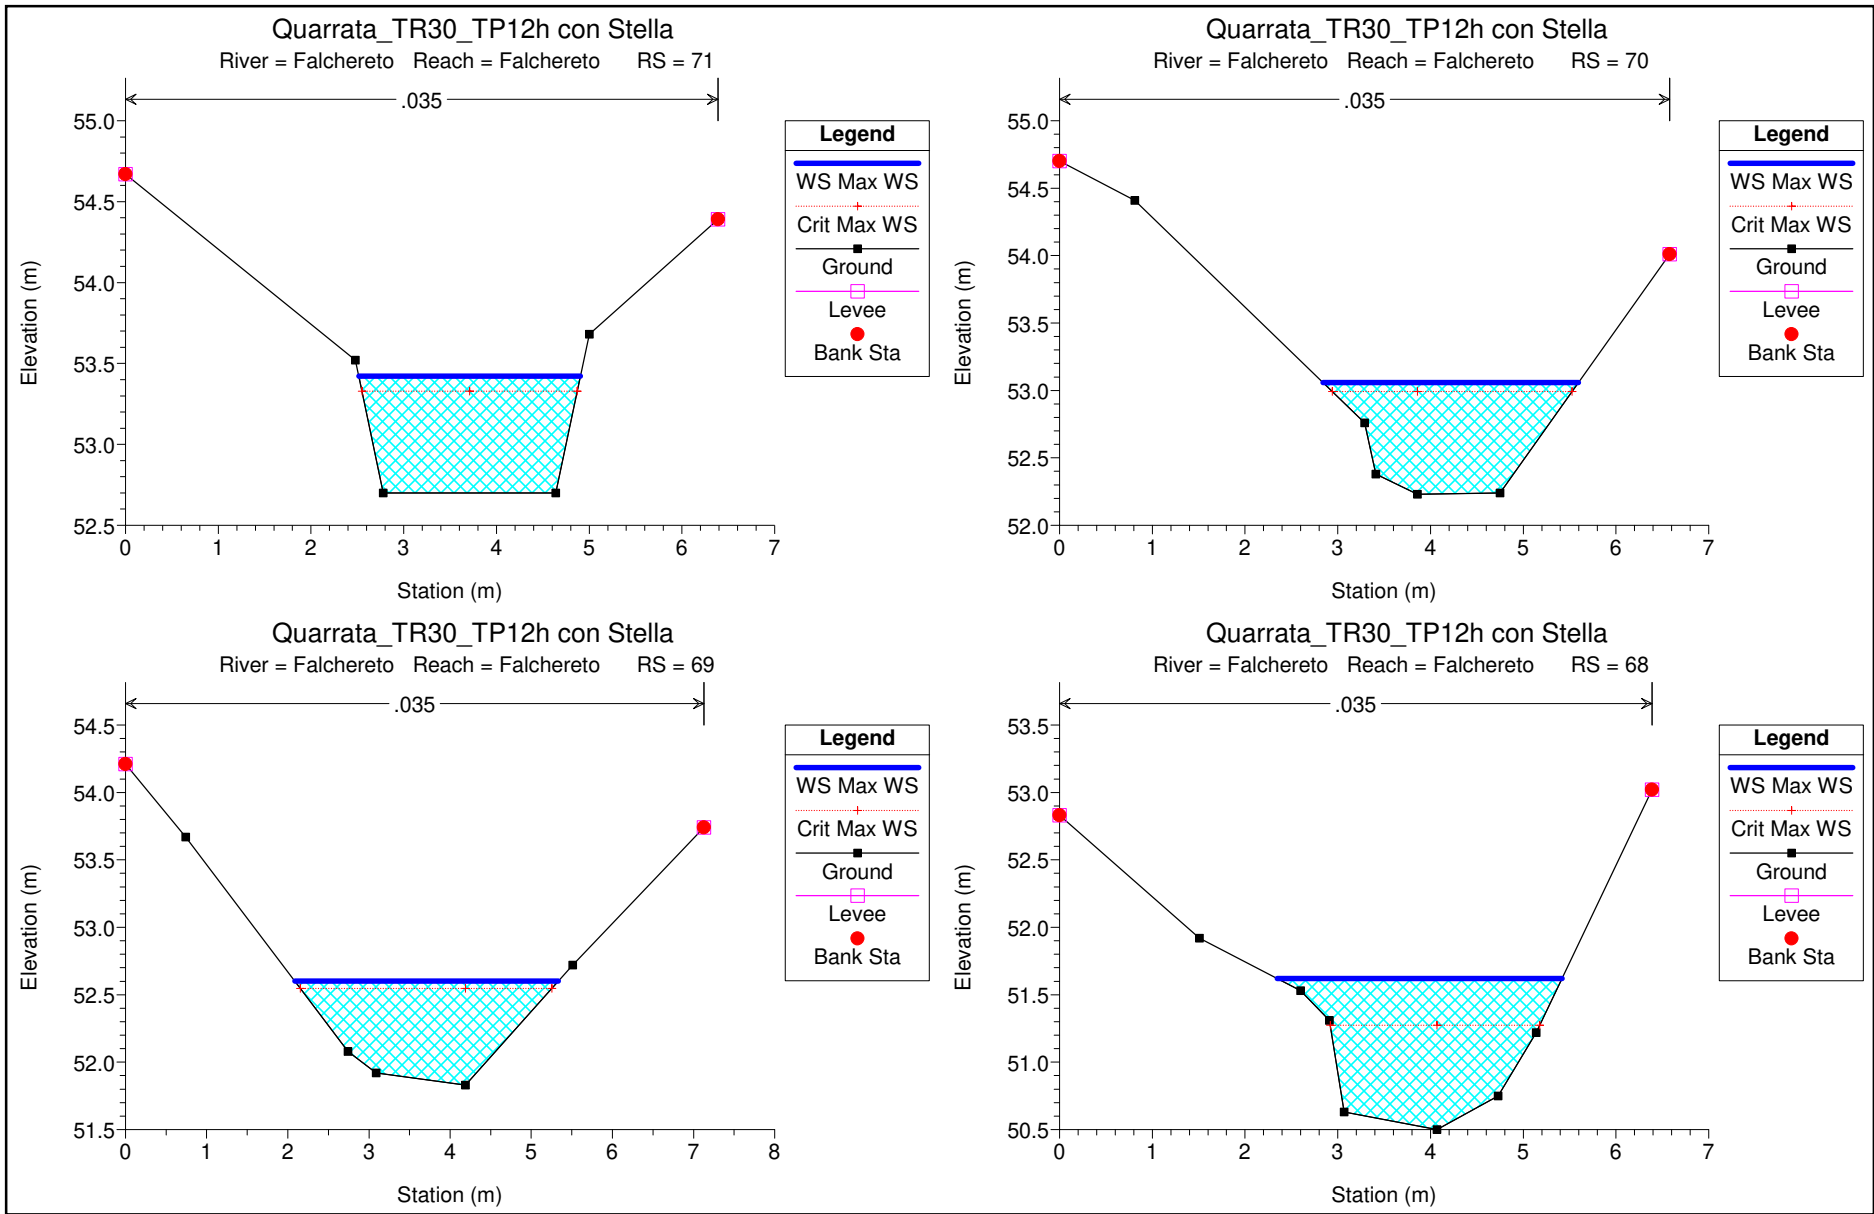 Quarrata_TR30_TP12h con Stella
River = Falchereto Reach = Falchereto RS = 71
.035
55.0
54.5
54.0
53.5
53.0
52.5
0 1 2 3 4 5 6 7
Elevation (m)
Station (m)
Legend
WS Max WS
Crit Max WS
Ground
Levee
Bank Sta
Quarrata_TR30_TP12h con Stella
River = Falchereto Reach = Falchereto RS = 70
.035
55.0
54.5
54.0
53.5
53.0
52.5
52.0
0 1 2 3 4 5 6 7
Elevation (m)
Station (m)
Legend
WS Max WS
Crit Max WS
Ground
Levee
Bank Sta
Quarrata_TR30_TP12h con Stella
River = Falchereto Reach = Falchereto RS = 69
.035
54.5
54.0
53.5
53.0
52.5
52.0
51.5
0 1 2 3 4 5 6 7 8
Elevation (m)
Station (m)
Legend
WS Max WS
Crit Max WS
Ground
Levee
Bank Sta
Quarrata_TR30_TP12h con Stella
River = Falchereto Reach = Falchereto RS = 68
.035
53.5
53.0
52.5
52.0
51.5
51.0
50.5
0 1 2 3 4 5 6 7
Elevation (m)
Station (m)
Legend
WS Max WS
Crit Max WS
Ground
Levee
Bank Sta